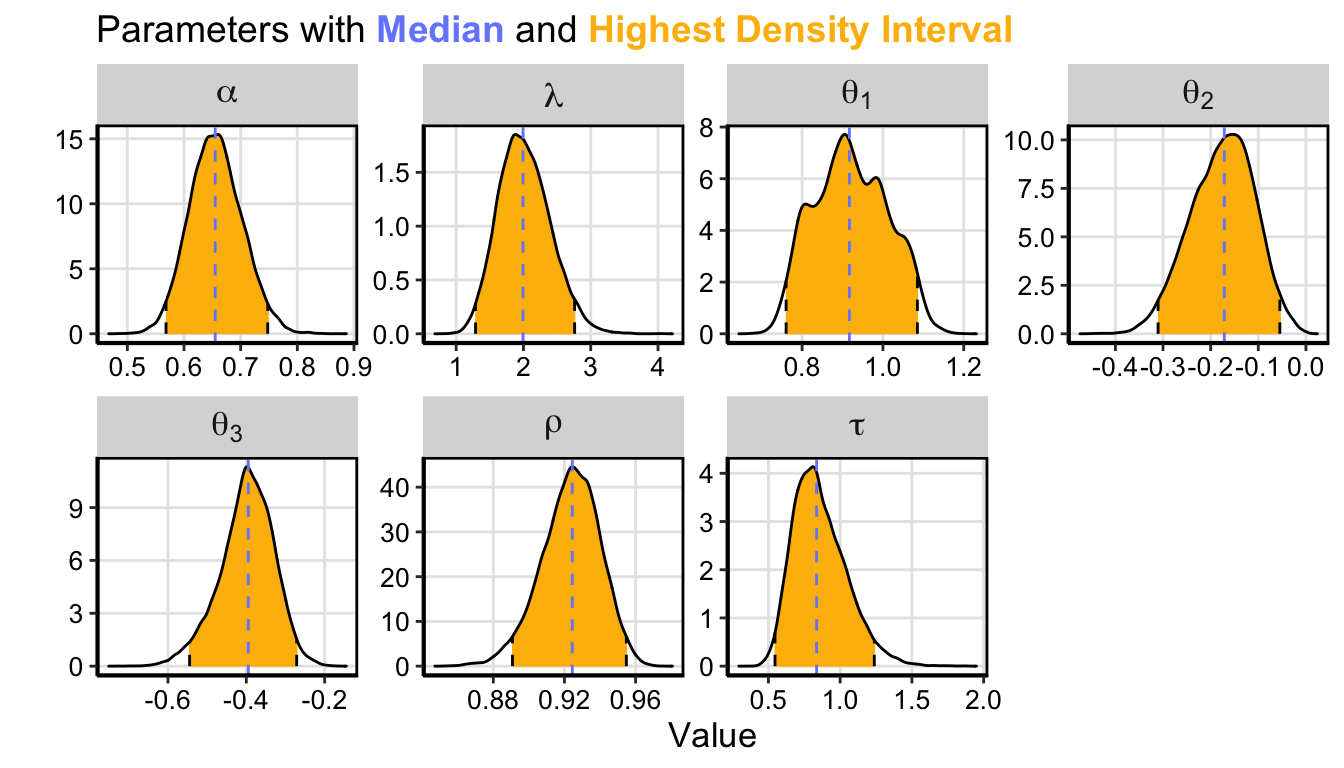 Parameters with Median and Highest Density Interval
α λ θ1 θ2
15 10 5 0
1.5 1.0 0.5 0.0
8 6 4 2 0
10.0 7.5 5.0 2.5 0.0
0.5 0.6 0.7 0.8 0.9 1 2 3 4 0.8 1.0 1.2 -0.4 -0.3 -0.2 -0.1 0.0
θ3 ρ τ
9 6 3 0
40 30 20 10 0
4 3 2 1 0
-0.6 -0.4 -0.2 0.88 0.92 0.96 0.5 1.0 1.5 2.0
Value